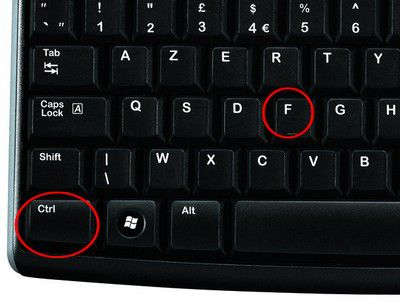 ! " £ $ %
1 2 3 4 € 5 6
Tab A Z E R T Y
Caps
Lock A Q S D F G H
Shift | W X C V B N
\
Ctrl Alt